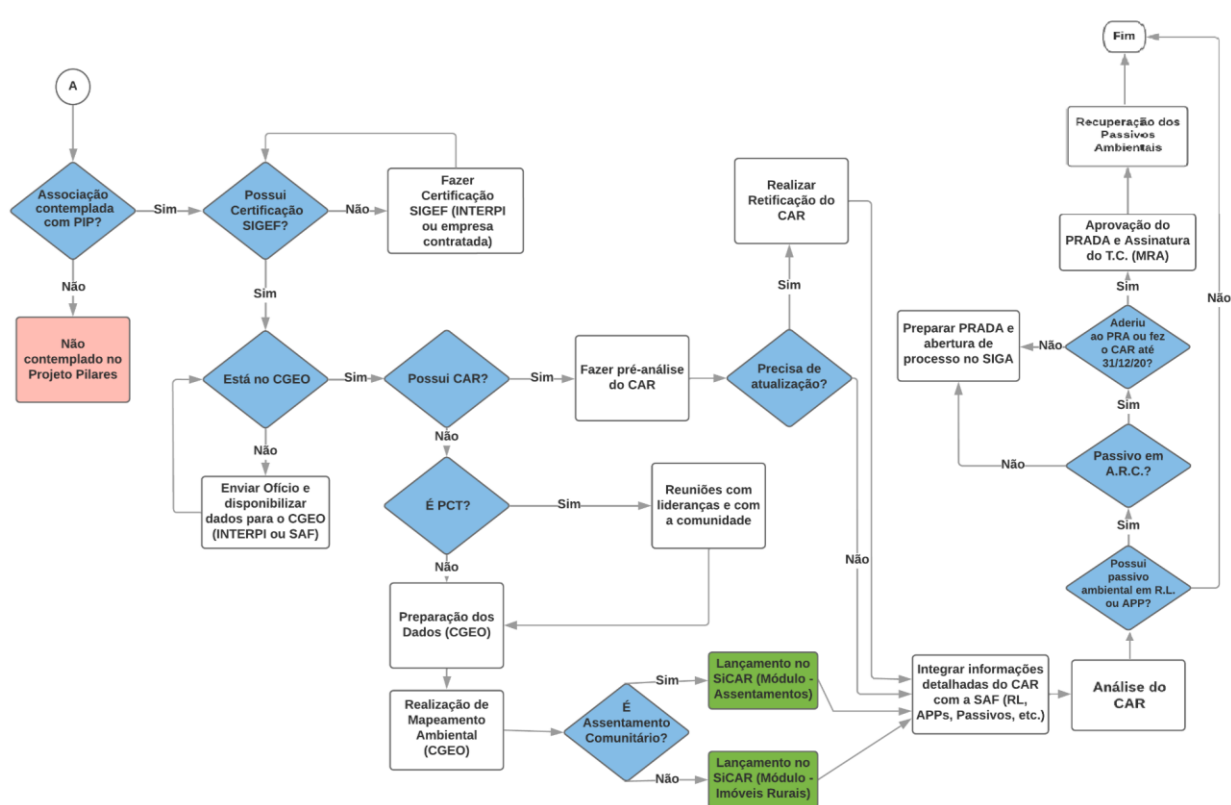 A
Associação
contemplada
com PIP?
Sim
Possui
Certificação
SIGEF?
Não
Fazer
Certificação
SIGEF (INTERPI
ou empresa
contratada)
Não
Não
contemplado no
Projeto Pilares
Sim
Está no CGEO
Não
Enviar Ofício e
disponibilizar
dados para o CGEO
(INTERPI ou SAF)
Sim
Possui CAR?
Sim
Fazer pré-análise
do CAR
Precisa de
atualização?
Sim
Realizar
Retificação do
CAR
Não
Não
É PCT?
Sim
Reuniões com
lideranças e com
a comunidade
Não
Preparação dos
Dados (CGEO)
Realização de
Mapeamento
Ambiental
(CGEO)
É
Assentamento
Comunitário?
Sim
Lançamento no
SiCAR (Módulo -
Assentamentos)
Não
Lançamento no
SiCAR (Módulo -
Imóveis Rurais)
Integrar informações
detalhadas do CAR
com a SAF (RL,
APPs, Passivos, etc.)
Análise do
CAR
Possui
passivo
ambiental em R.L.
ou APP?
Não
Sim
Passivo em
A.R.C.?
Não
Sim
Aderiu
ao PRA ou fez
o CAR até
31/12/20?
Não
Preparar PRADA e
abertura de
processo no SIGA
Sim
Aprovação do
PRADA e Assinatura
do T.C. (MRA)
Recuperação dos
Passivos
Ambientais
Fim